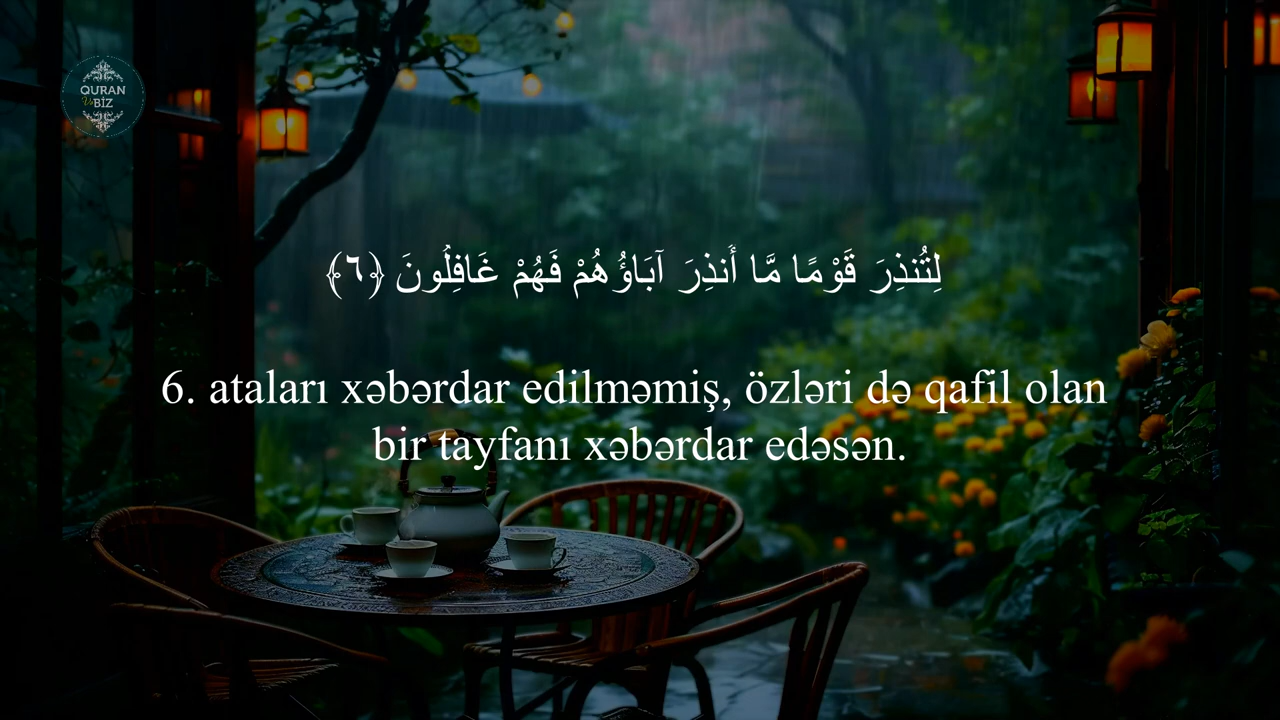 QURAN
Və
BİZ
لِتُنذِرَ قَوْمًا مَّا أَنذِرَ آبَاؤُهُمْ فَهُمْ غَافِلُونَ ﴿٦﴾
6. ataları xəbərdar edilməmiş, özləri də qafil olan
bir tayfanı xəbərdar edəsən.